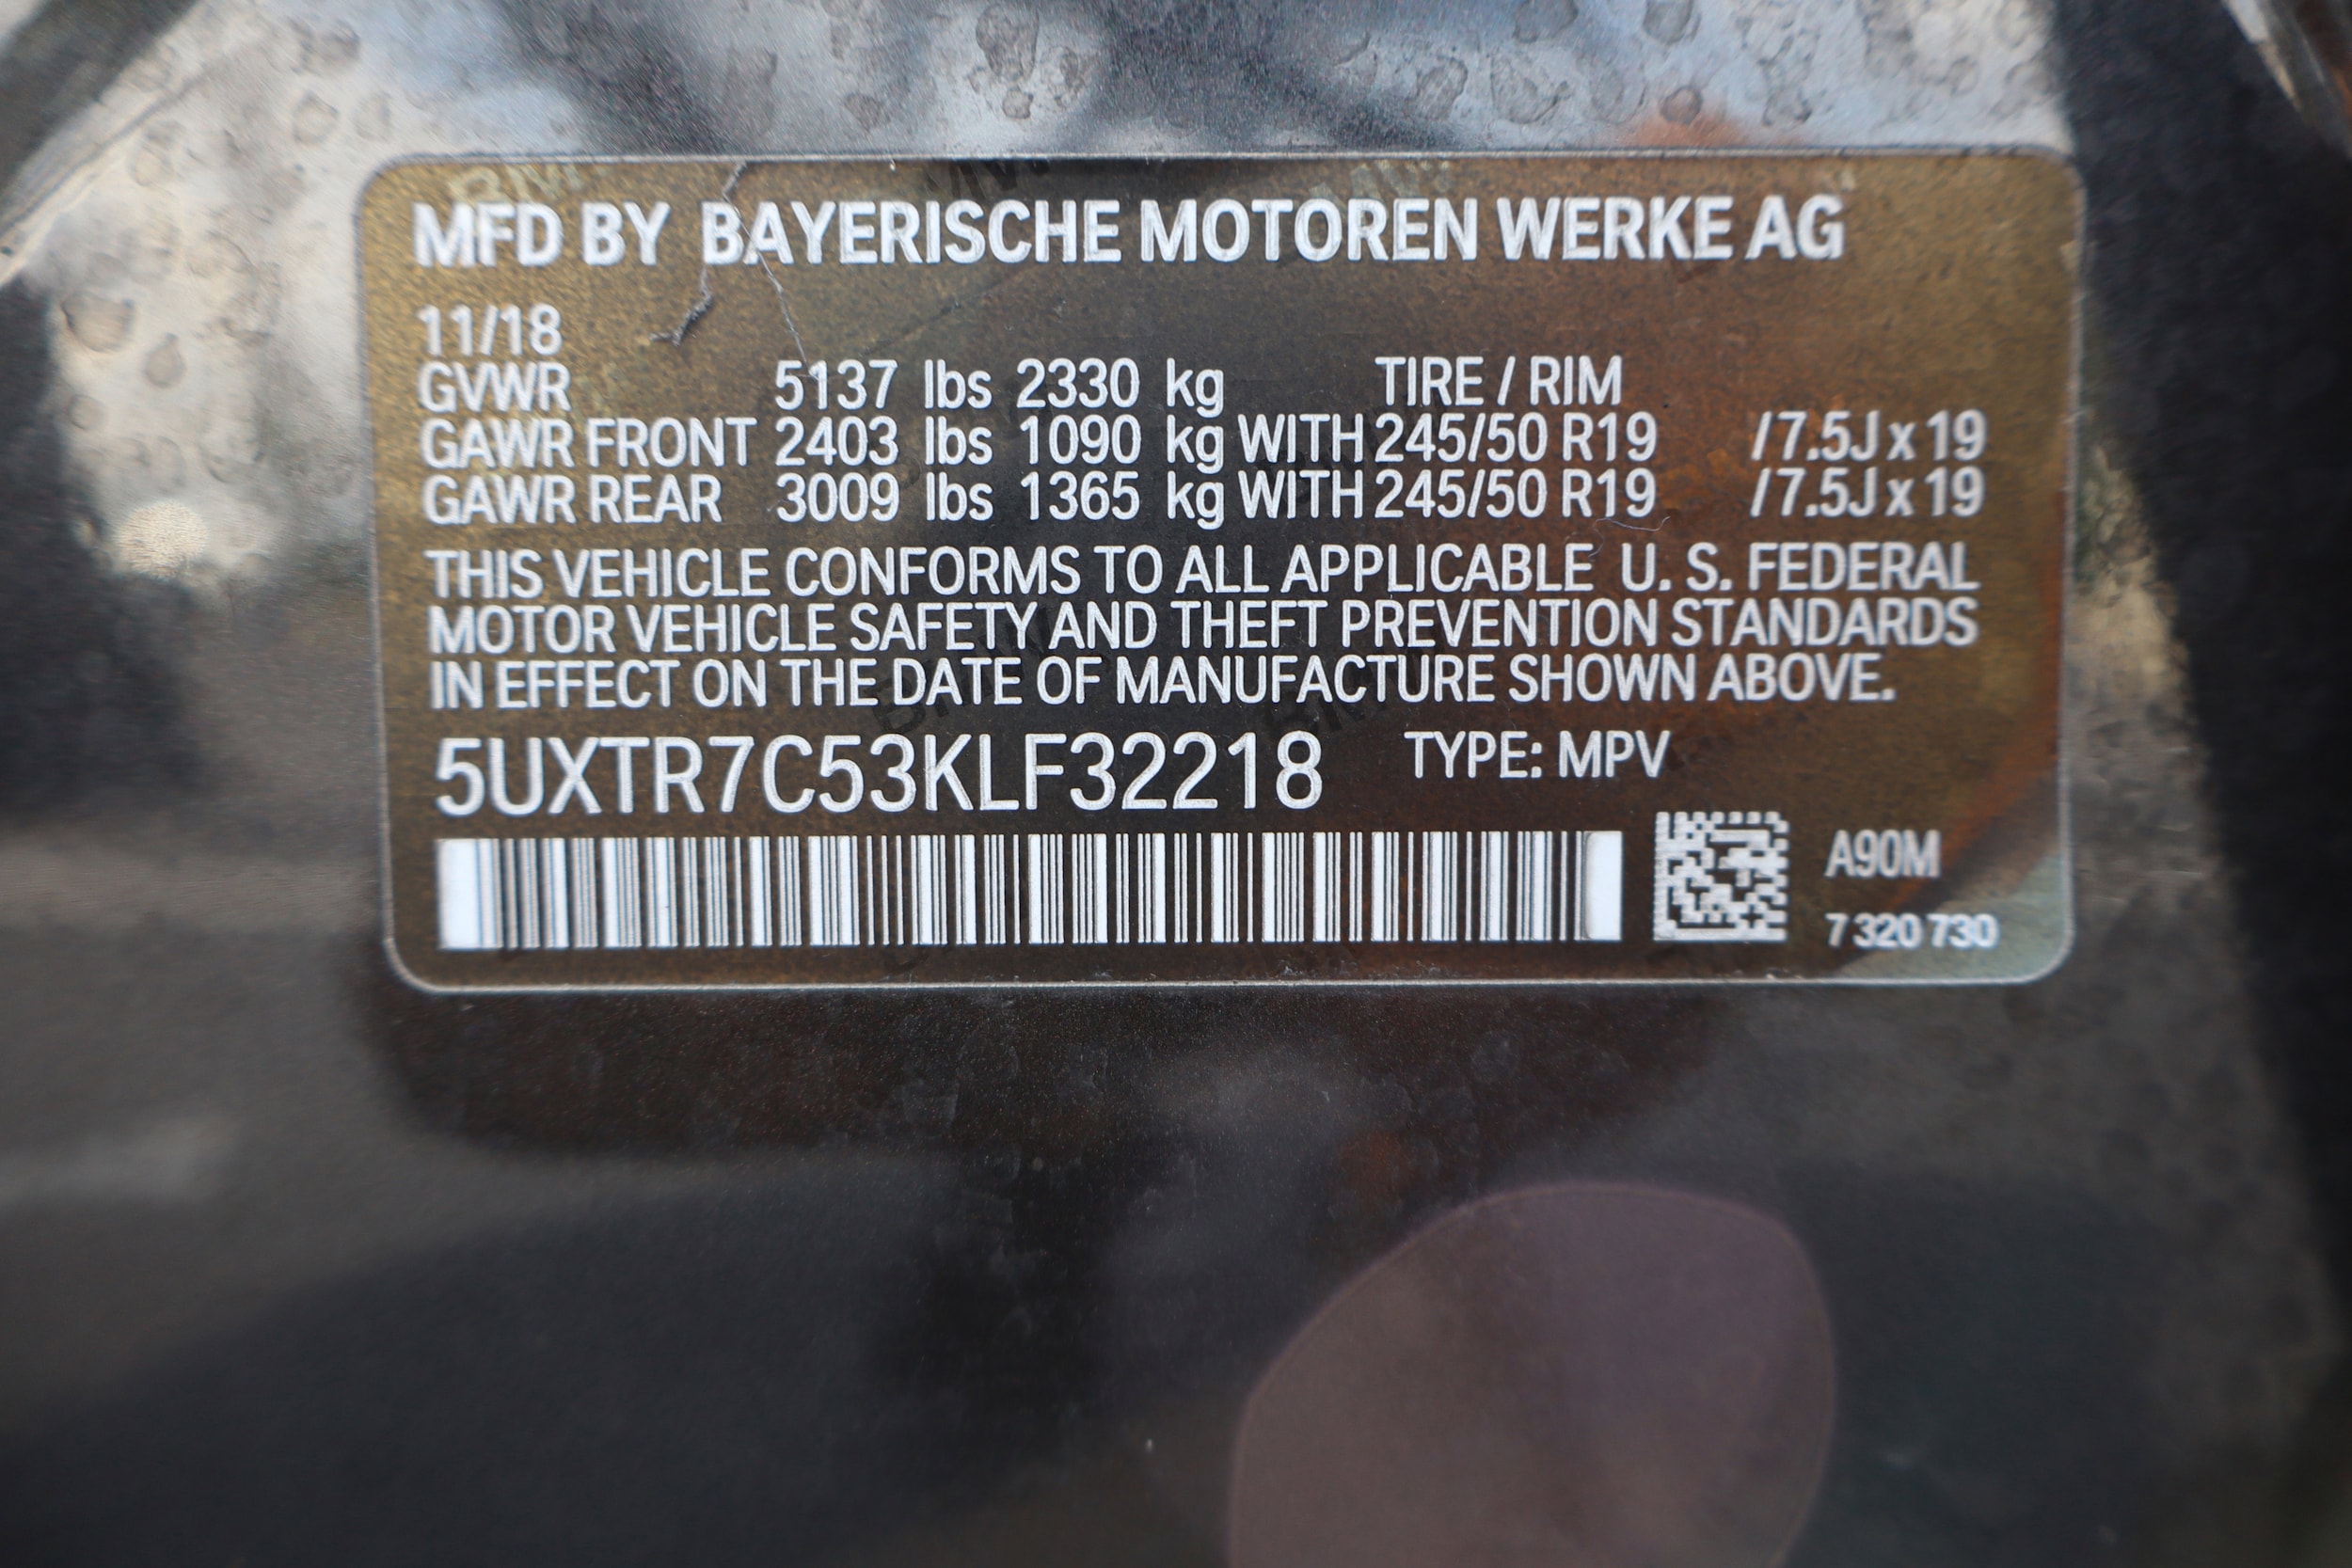 MFD BY BAYERISCHE MOTOREN WERKE AG
11/18
GVWR 5137 lbs 2330 kg TIRE / RIM
GAWR FRONT 2403 lbs 1090 kg WITH 245/50 R19 / 7.5J x 19
GAWR REAR 3009 lbs 1365 kg WITH 245/50 R19 / 7.5J x 19
THIS VEHICLE CONFORMS TO ALL APPLICABLE U. S. FEDERAL
MOTOR VEHICLE SAFETY AND THEFT PREVENTION STANDARDS
IN EFFECT ON THE DATE OF MANUFACTURE SHOWN ABOVE.
5UXTR7C53KLF32218 TYPE: MPV
A90M
7 320 730